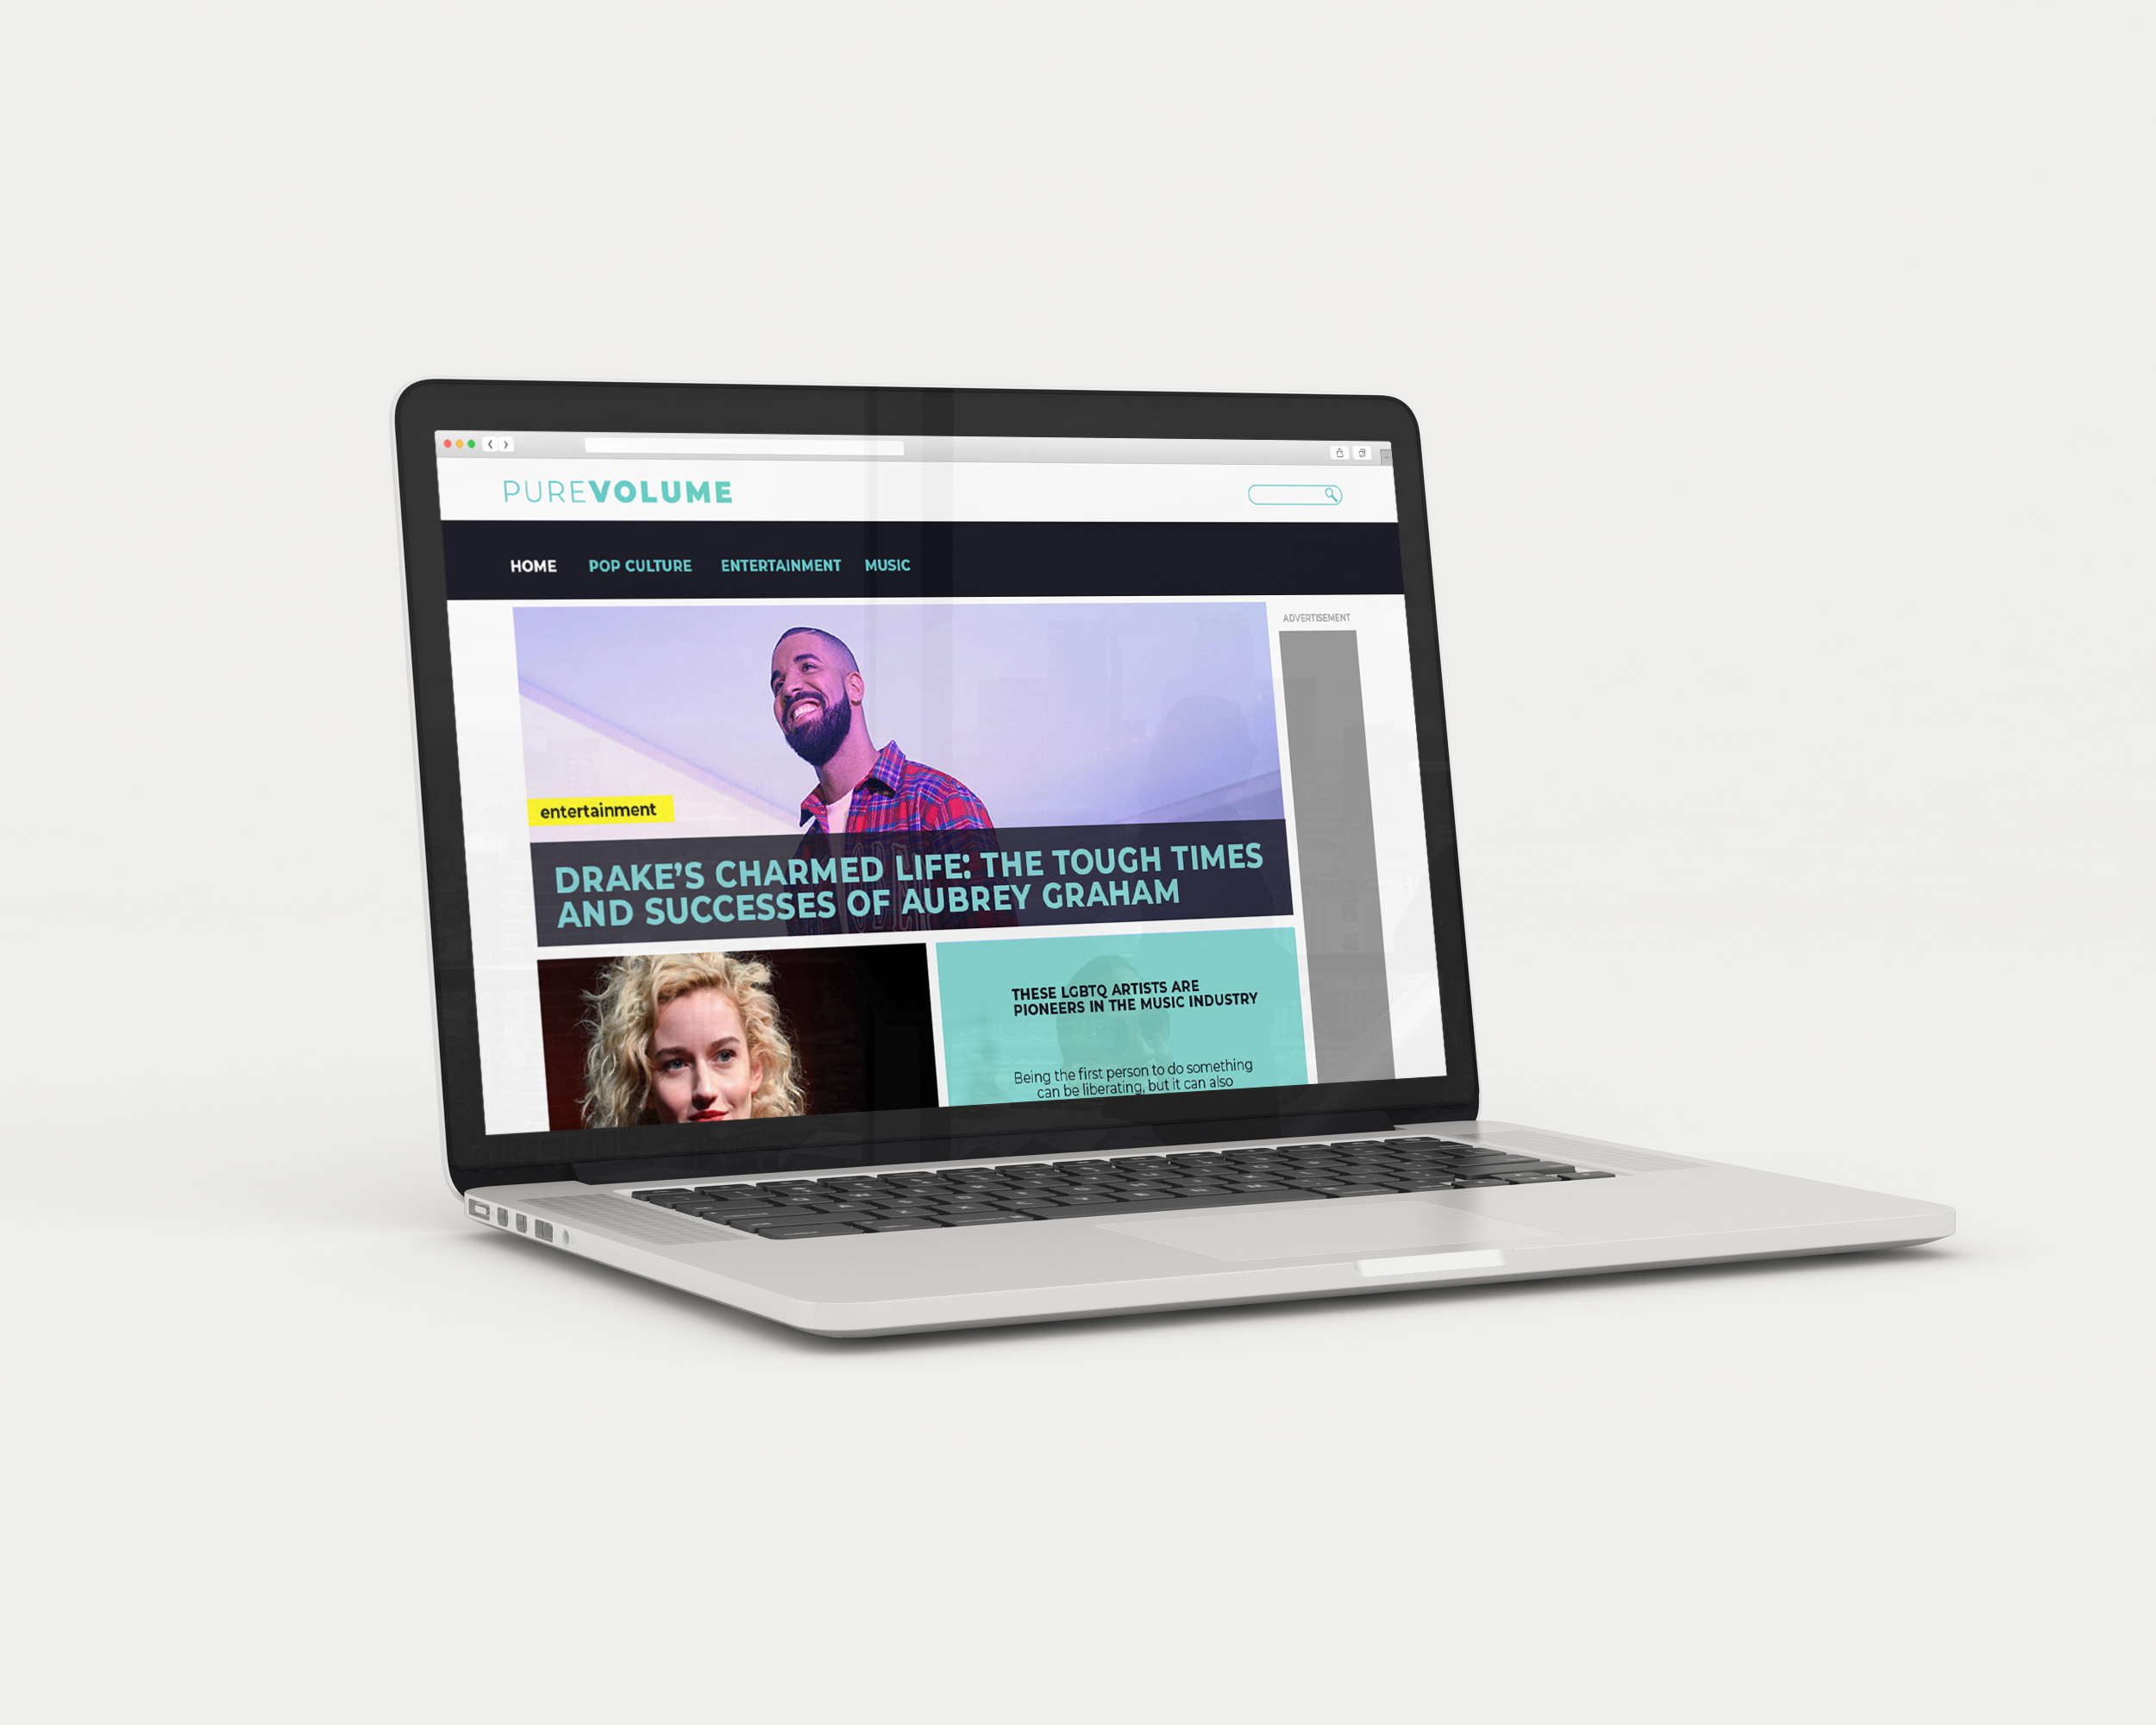 PUREVOLUME
HOME POP CULTURE ENTERTAINMENT MUSIC
ADVERTISEMENT
entertainment
DRAKE'S CHARMED LIFE: THE TOUGH TIMES
AND SUCCESSES OF AUBREY GRAHAM
THESE LGBTQ ARTISTS ARE
PIONEERS IN THE MUSIC INDUSTRY
Being the first person to do something
can be liberating, but it can also